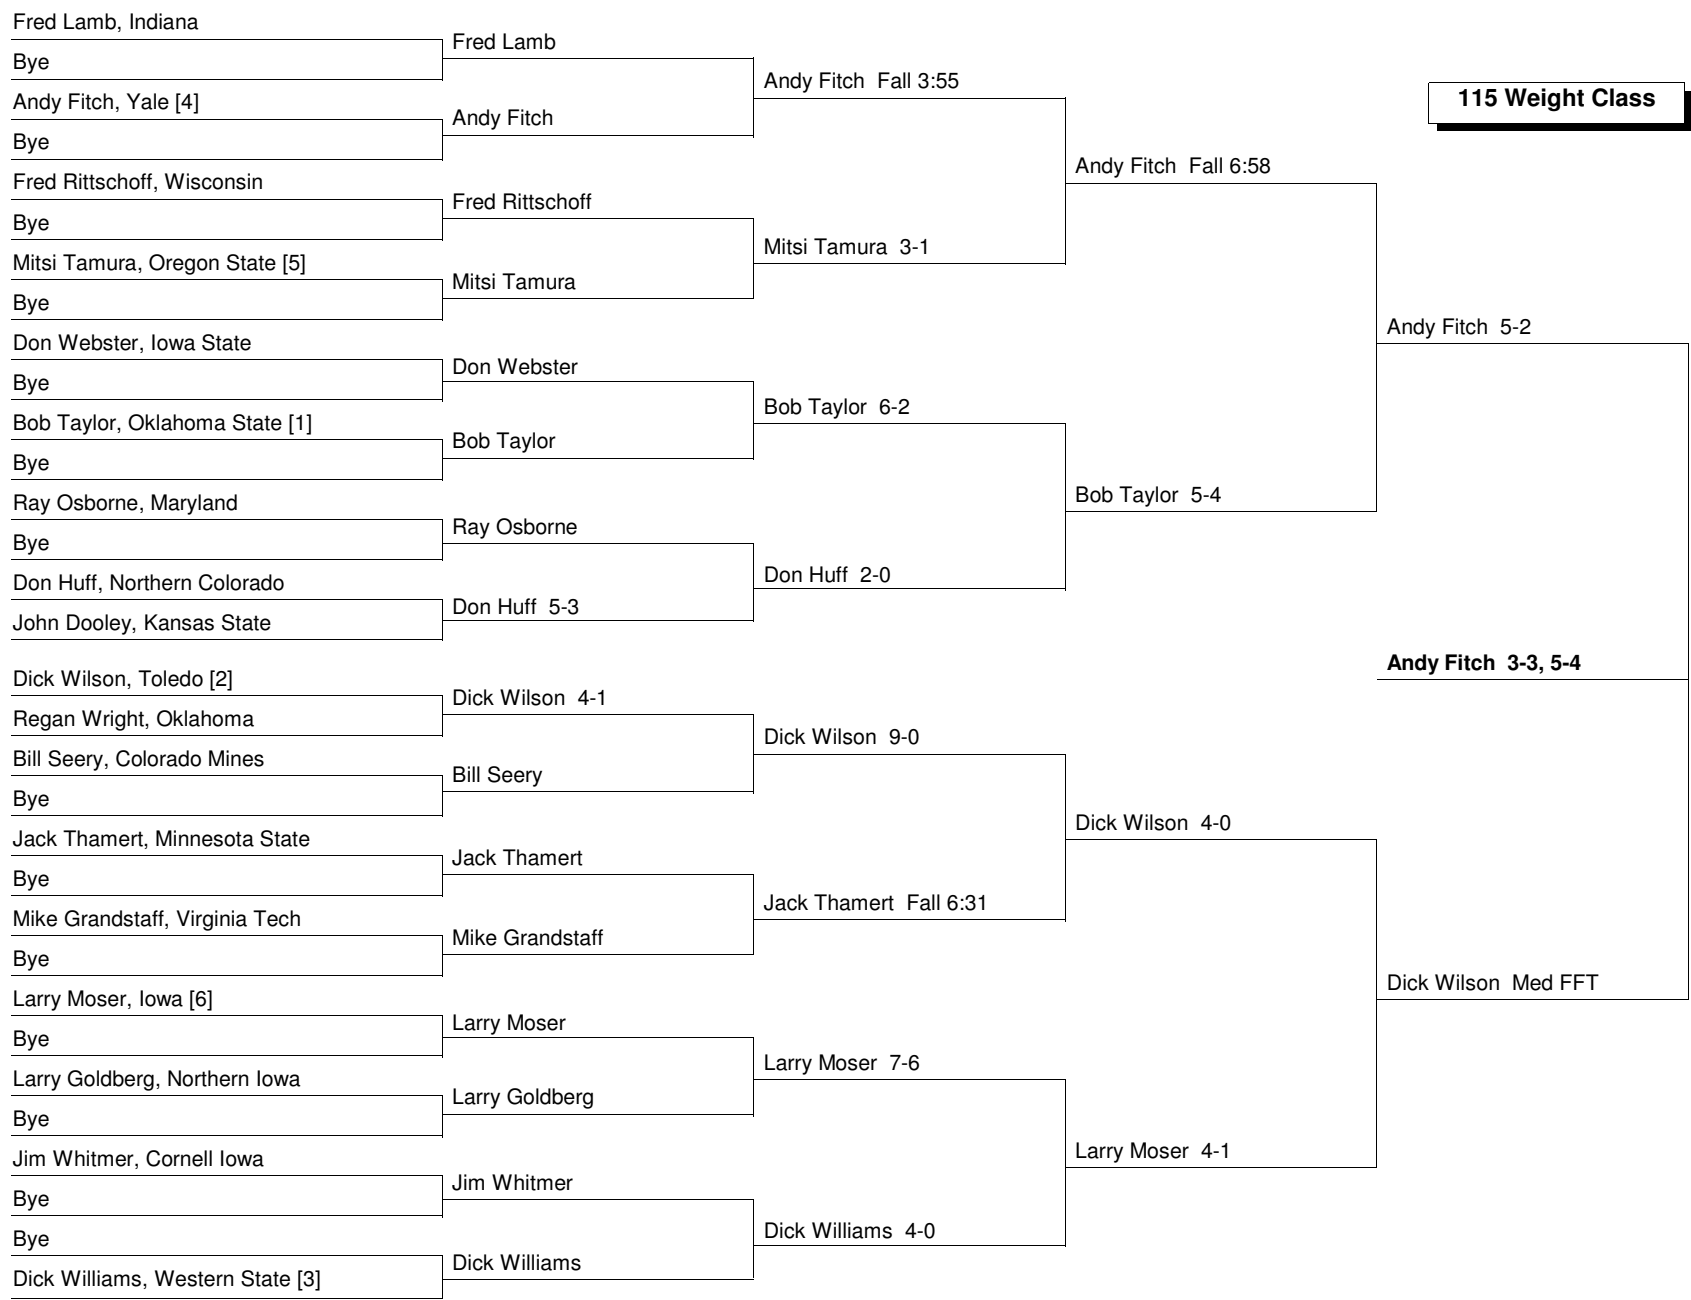 115 Weight Class
Fred Lamb, Indiana
Bye
Andy Fitch, Yale [4]
Bye
Fred Rittschoff, Wisconsin
Bye
Mitsi Tamura, Oregon State [5]
Bye
Don Webster, Iowa State
Bye
Bob Taylor, Oklahoma State [1]
Bye
Ray Osborne, Maryland
Bye
Don Huff, Northern Colorado
John Dooley, Kansas State
Dick Wilson, Toledo [2]
Regan Wright, Oklahoma
Bill Seery, Colorado Mines
Bye
Jack Thamert, Minnesota State
Bye
Mike Grandstaff, Virginia Tech
Bye
Larry Moser, Iowa [6]
Bye
Larry Goldberg, Northern Iowa
Bye
Jim Whitmer, Cornell Iowa
Bye
Bye
Dick Williams, Western State [3]
Fred Lamb
Andy Fitch
Fred Rittschoff
Mitsi Tamura
Don Webster
Bob Taylor
Ray Osborne
Don Huff 5-3
Dick Wilson 4-1
Bill Seery
Jack Thamert
Mike Grandstaff
Larry Moser
Larry Goldberg
Jim Whitmer
Dick Williams
Andy Fitch Fall 3:55
Mitsi Tamura 3-1
Bob Taylor 6-2
Don Huff 2-0
Dick Wilson 9-0
Jack Thamert Fall 6:31
Larry Moser 7-6
Dick Williams 4-0
Andy Fitch Fall 6:58
Bob Taylor 5-4
Dick Wilson 4-0
Larry Moser 4-1
Andy Fitch 5-2
Dick Wilson Med FFT
Andy Fitch 3-3, 5-4